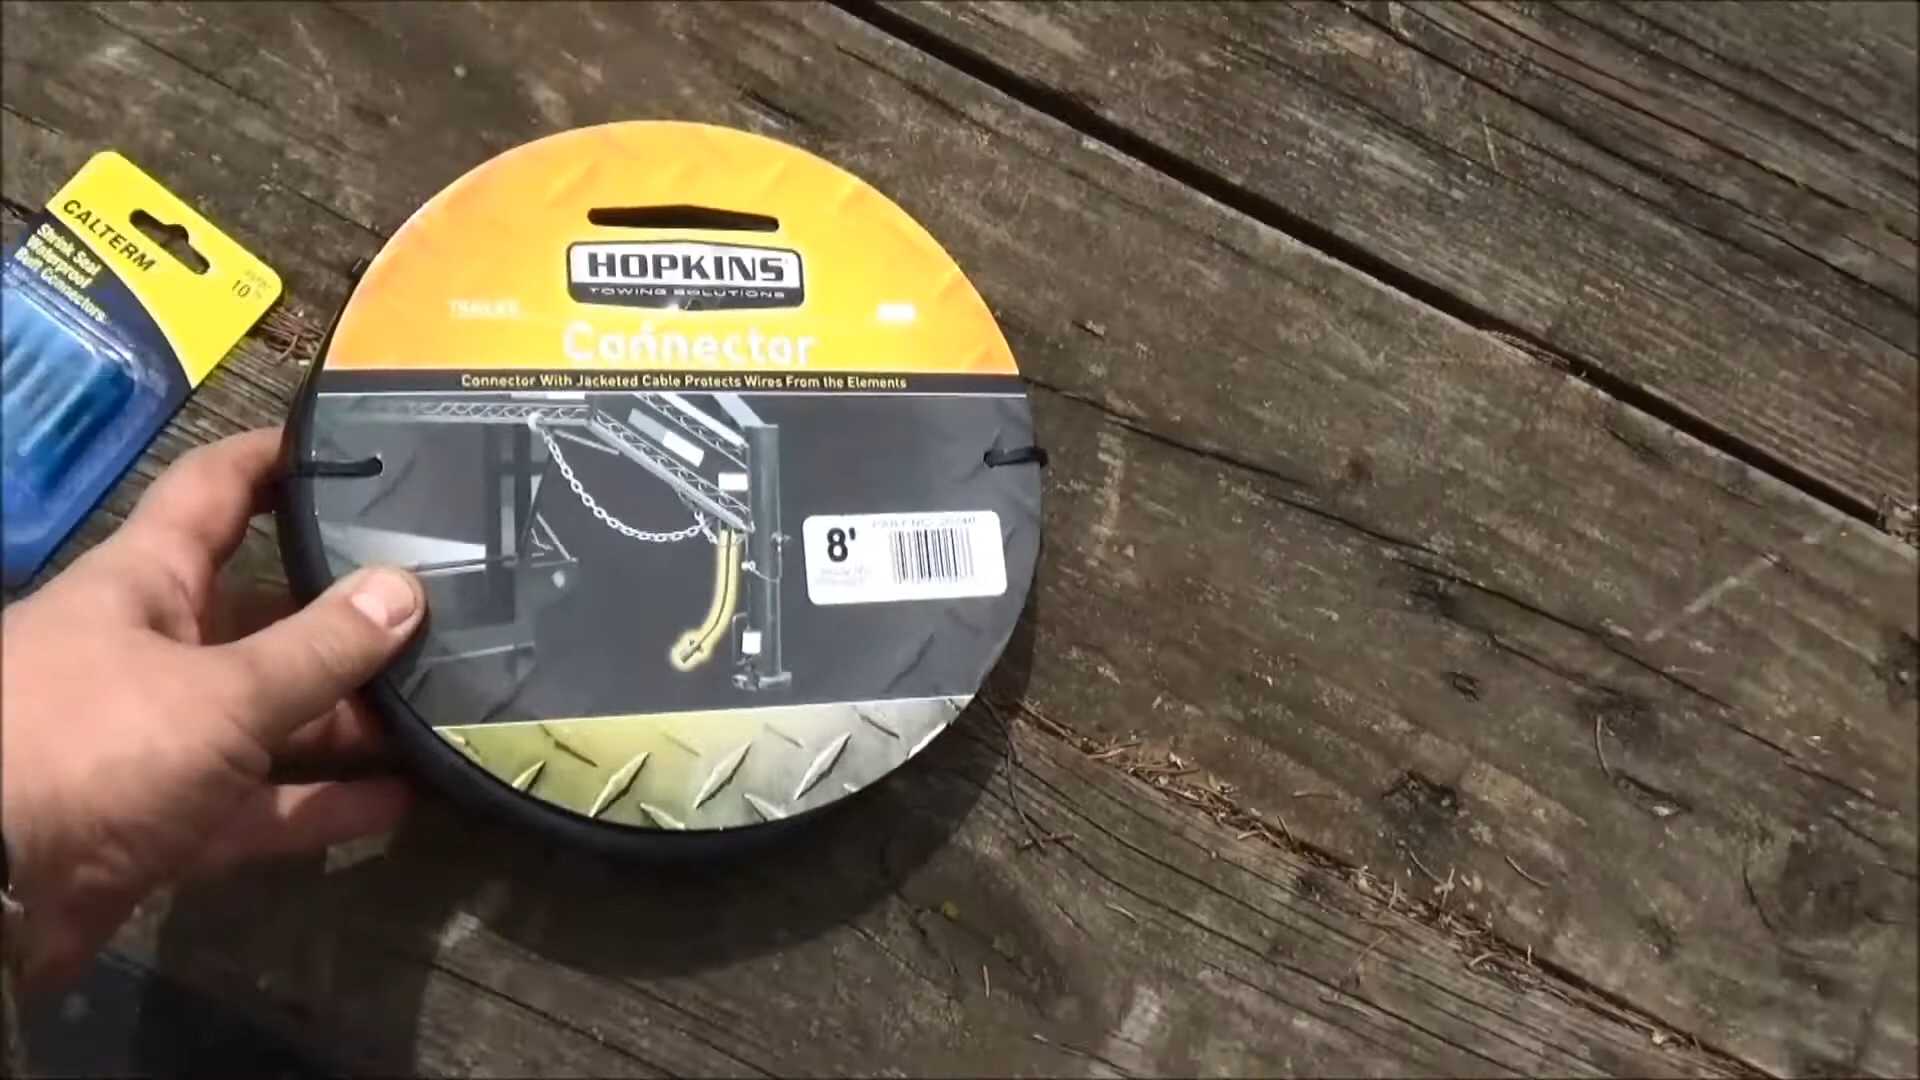 CALTERM
Shrink Seal
Waterproof
Butt Connectors
10
HOPKINS
TOWING SOLUTIONS
TRAILER
Connector
Connector With Jacketed Cable Protects Wires From the Elements
8'